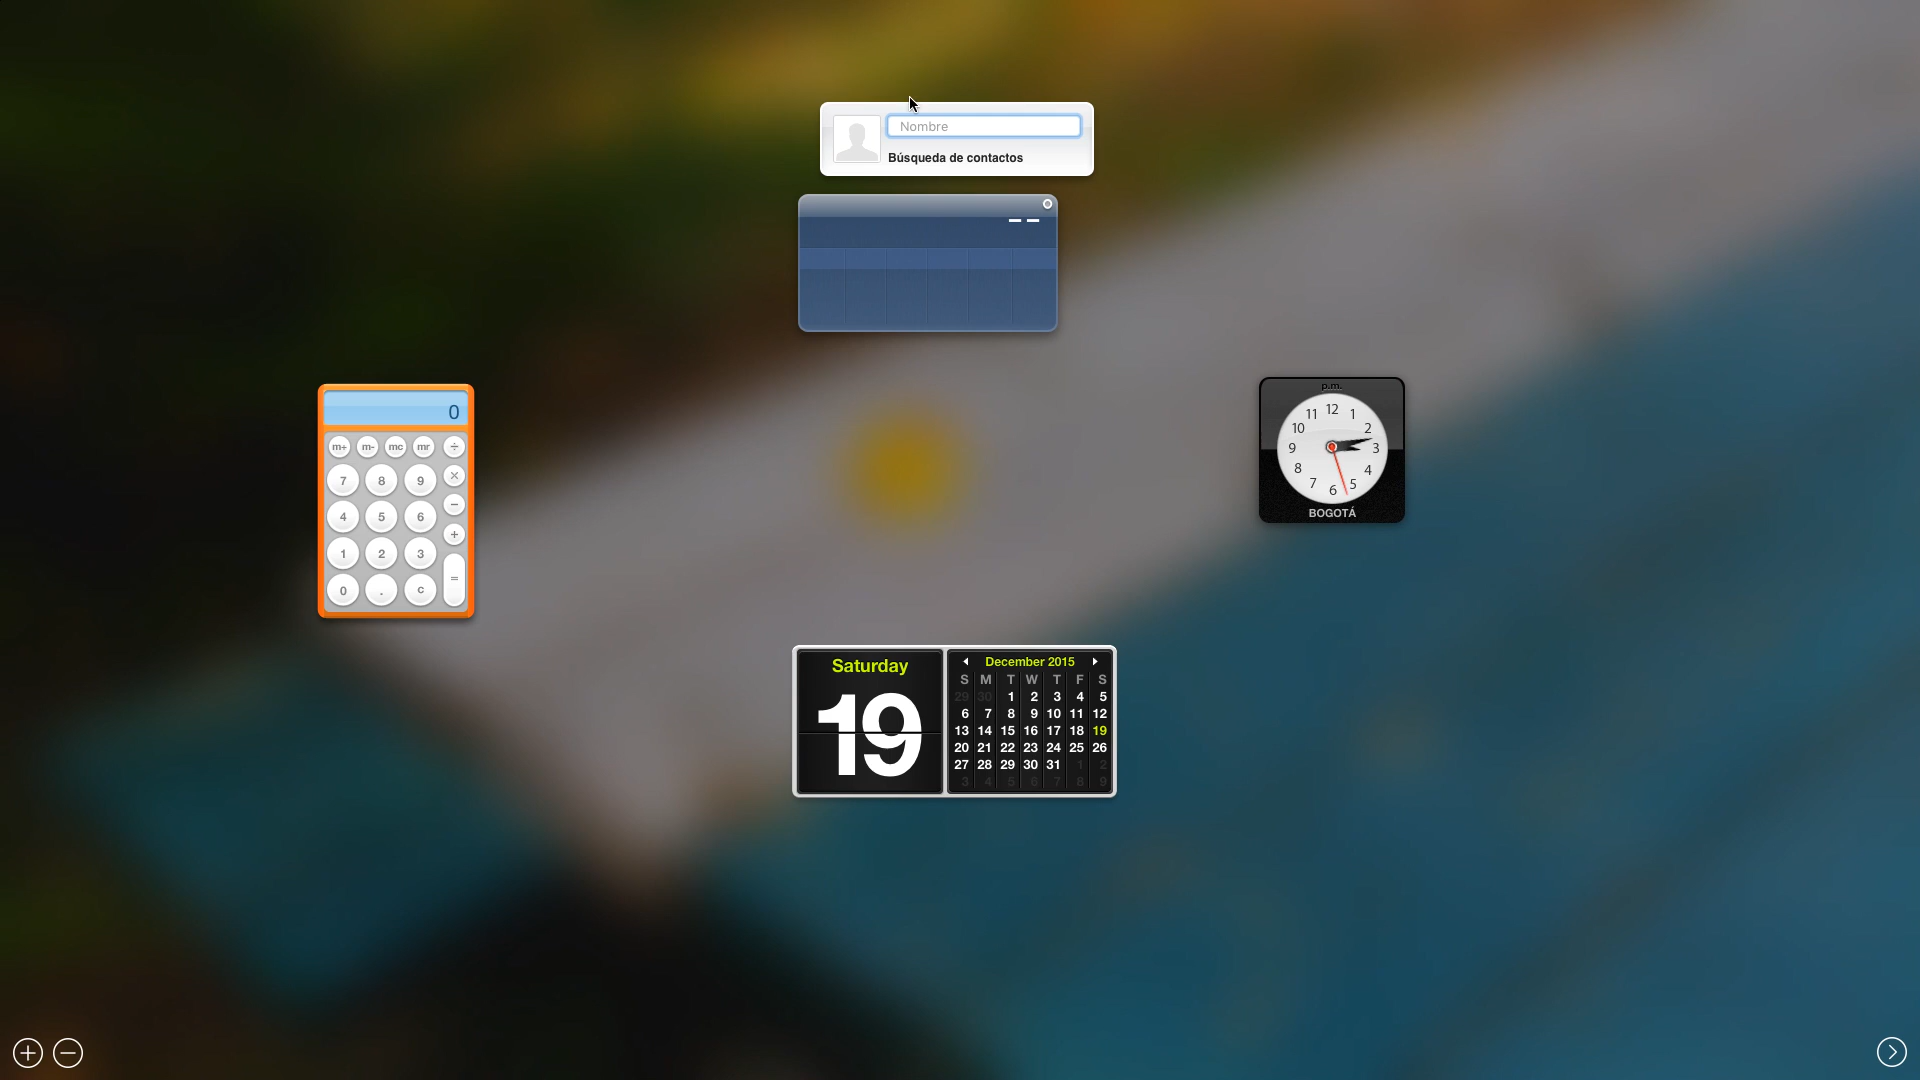 Nombre
Búsqueda de contactos
0
m+ m- mc mr ÷
7 8 9 ×
4 5 6 −
1 2 3 +
0 . c =
p.m.
12
11 1
10 2
9 3
8 4
7 5
6
BOGOTÁ
Saturday
19
December 2015
S M T W T F S
29 30 1 2 3 4 5
6 7 8 9 10 11 12
13 14 15 16 17 18 19
20 21 22 23 24 25 26
27 28 29 30 31 1 2
3 4 5 6 7 8 9